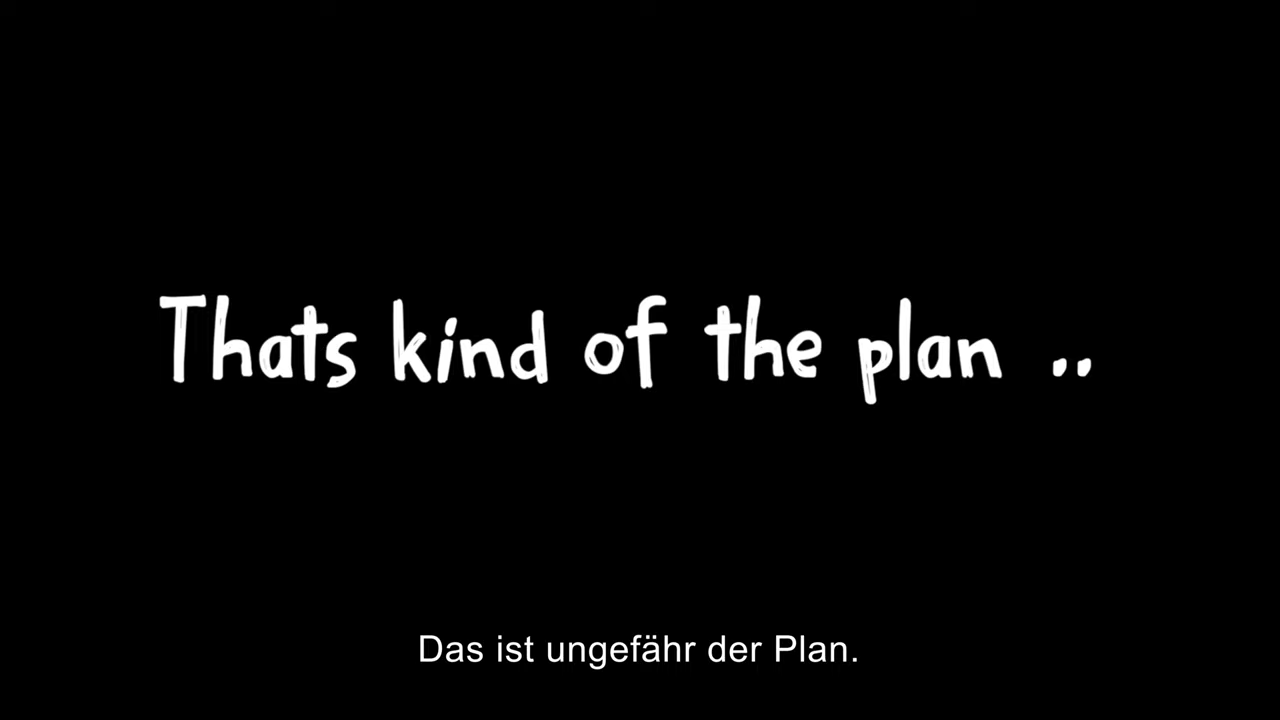 Thats kind of the plan ..
Das ist ungefähr der Plan.